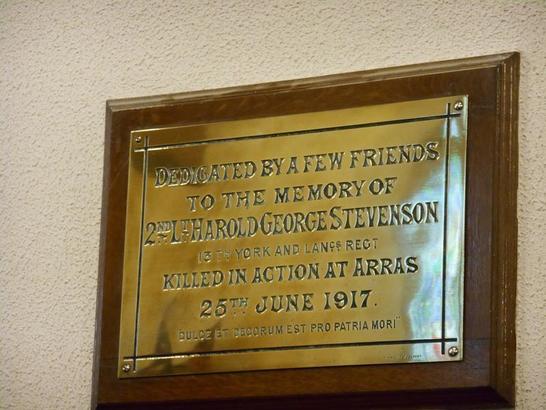 DEDICATED BY A FEW FRIENDS
TO THE MEMORY OF
2ND LT HAROLD GEORGE STEVENSON
13TH YORK AND LANCS REGT
KILLED IN ACTION AT ARRAS
25TH JUNE 1917.
"DULCE ET DECORUM EST PRO PATRIA MORI"